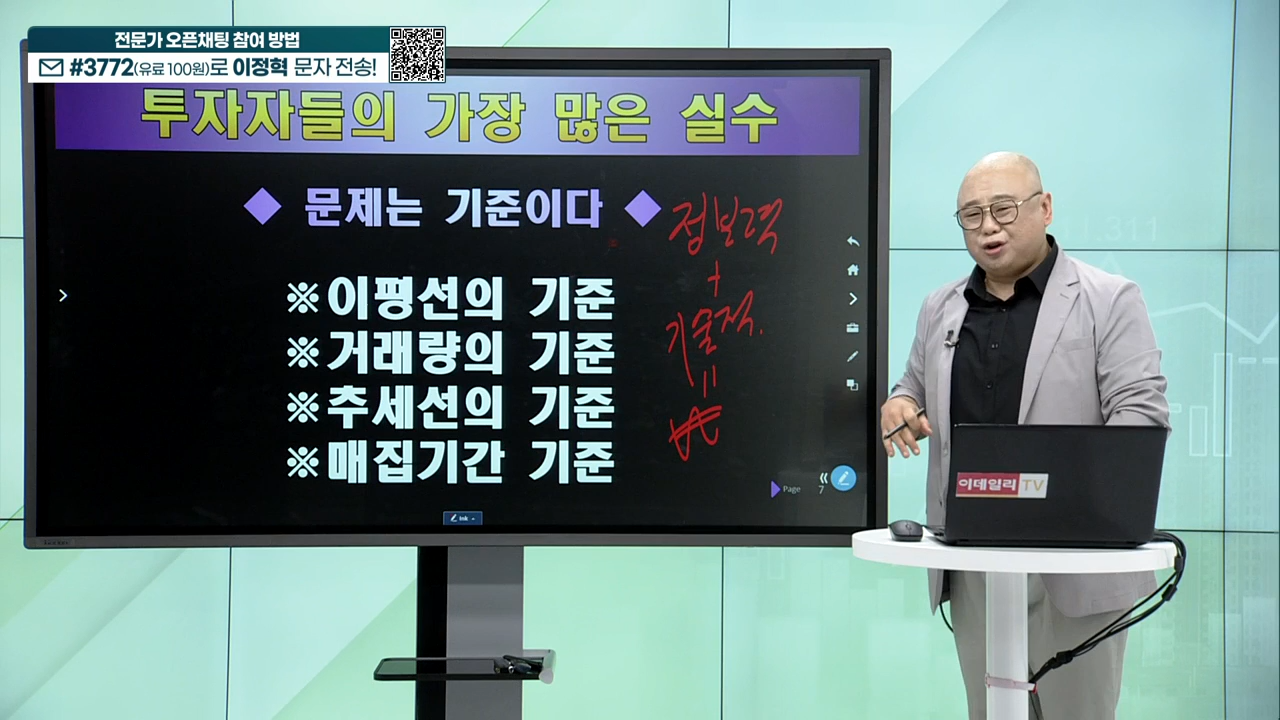 전문가 오픈채팅 참여 방법
#3772(유료 100원)로 이정혁 문자 전송!
투자자들의 가장 많은 실수
◆ 문제는 기준이다 ◆
※이평선의 기준
※거래량의 기준
※추세선의 기준
※매집기간 기준
정보력
+
기술적.
=
₩
Page 7
Ink
이데일리TV
11.311